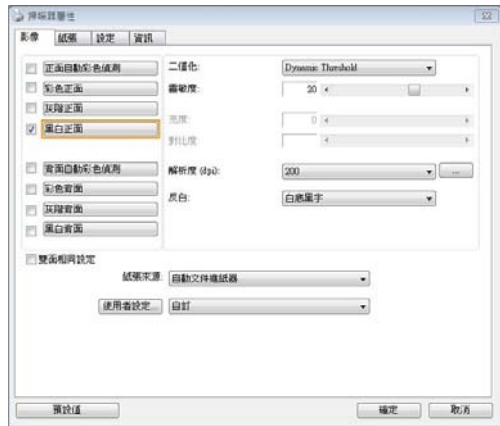 掃描器屬性
影像 紙張 設定 資訊
正面自動彩色偵測
彩色正面
灰階正面
黑白正面
背面自動彩色偵測
彩色背面
灰階背面
黑白背面
二值化: Dynamic Threshold
靈敏度: 20
亮度: 0
對比度:
解析度 (dpi): 200 ...
反白: 白底黑字
雙面相同設定
紙張來源: 自動文件進紙器
使用者設定... 自訂
預設值 確定 取消